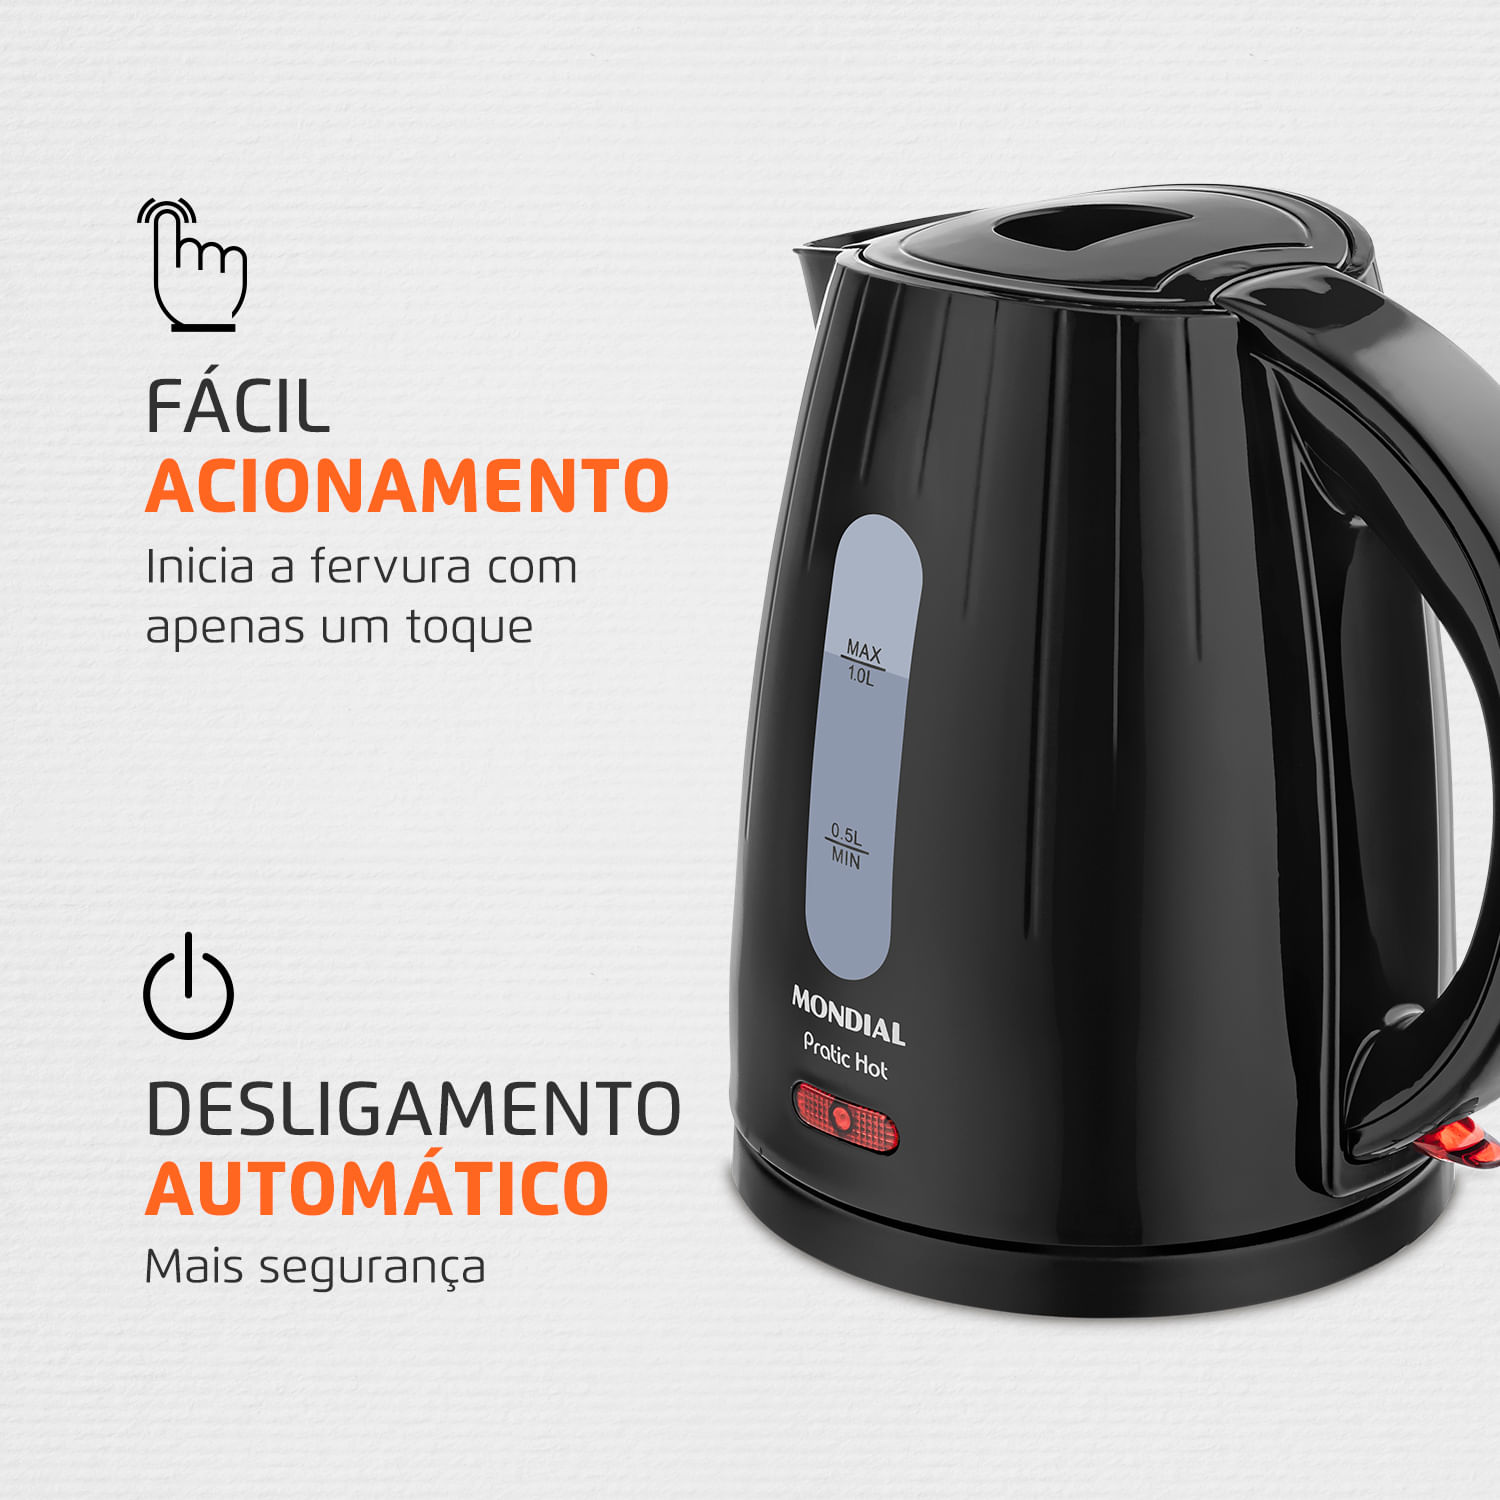 FÁCIL
ACIONAMENTO
Inicia a fervura com
apenas um toque
DESLIGAMENTO
AUTOMÁTICO
Mais segurança
MAX
1.0L
0.5L
MIN
MONDIAL
Pratic Hot